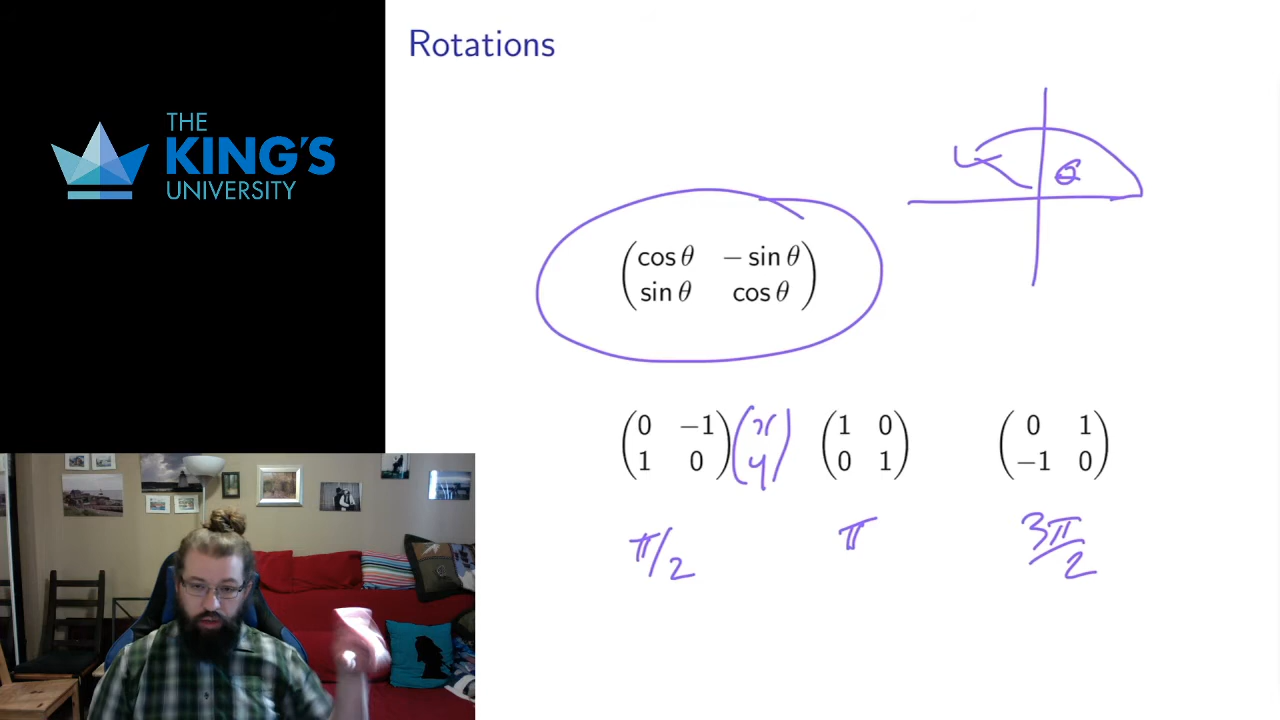 THE
KING'S
UNIVERSITY
Rotations
θ
(cos θ  − sin θ
sin θ  cos θ)
(0  −1
1  0) (x
y)
(1  0
0  1)
(0  1
−1  0)
π/2
π
3π/2